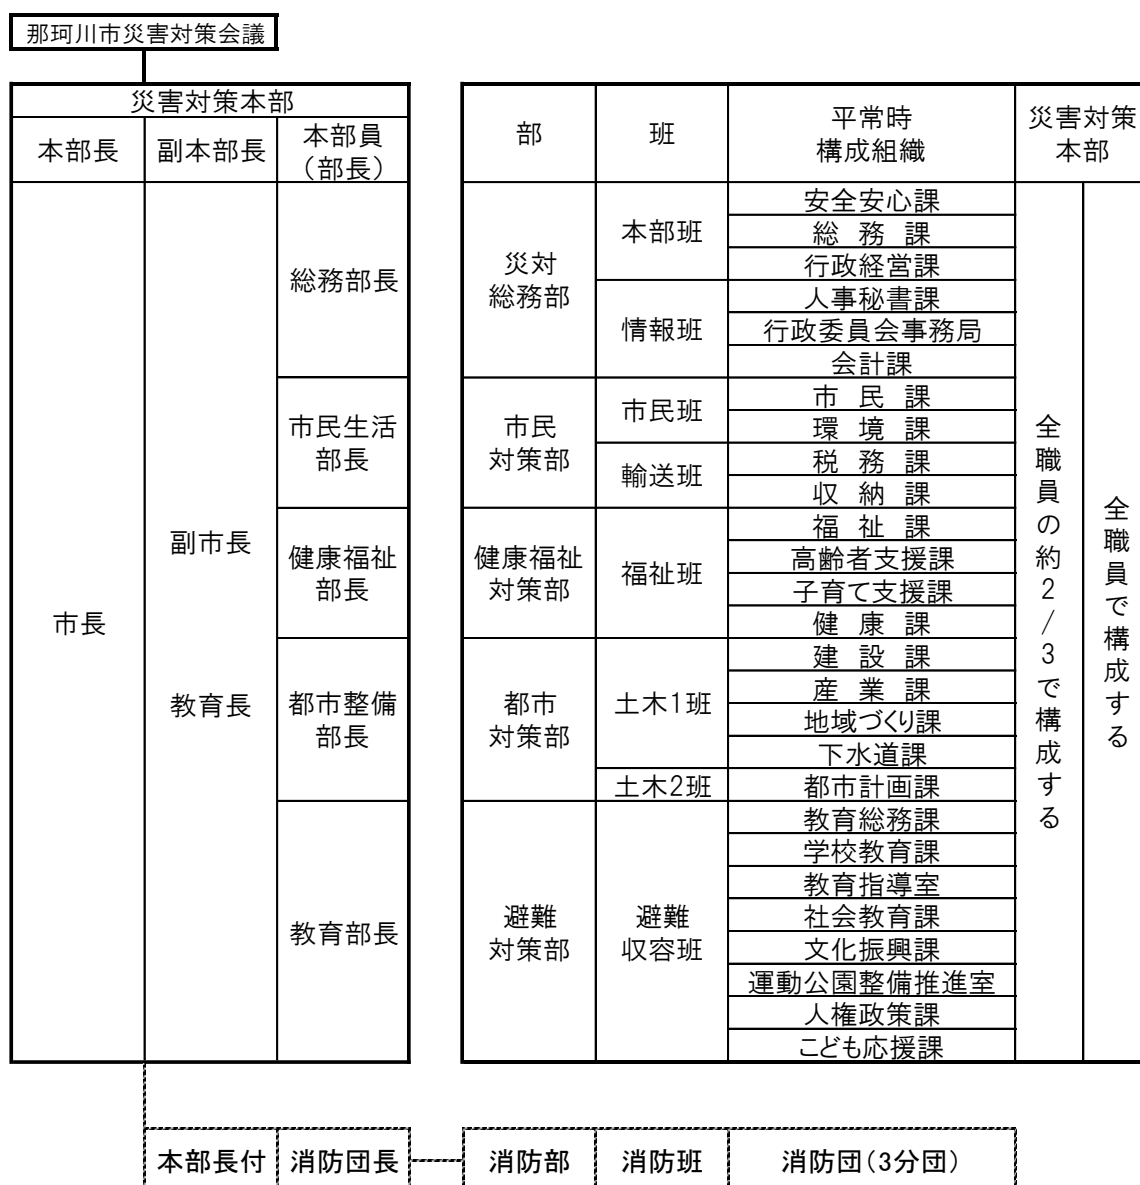 那珂川市災害対策会議
災害対策本部
本部長
副本部長
本部員
(部長)
市長
副市長
教育長
総務部長
市民生活
部長
健康福祉
部長
都市整備
部長
教育部長
部
班
平常時
構成組織
災害対策
本部
災対
総務部
本部班
安全安心課
総務課
行政経営課
情報班
人事秘書課
行政委員会事務局
会計課
市民
対策部
市民班
市民課
環境課
輸送班
税務課
収納課
健康福祉
対策部
福祉班
福祉課
高齢者支援課
子育て支援課
健康課
都市
対策部
土木1班
建設課
産業課
地域づくり課
下水道課
土木2班
都市計画課
避難
対策部
避難
収容班
教育総務課
学校教育課
教育指導室
社会教育課
文化振興課
運動公園整備推進室
人権政策課
こども応援課
全職員の約2/3で構成する
全職員で構成する
本部長付
消防団長
消防部
消防班
消防団(3分団)